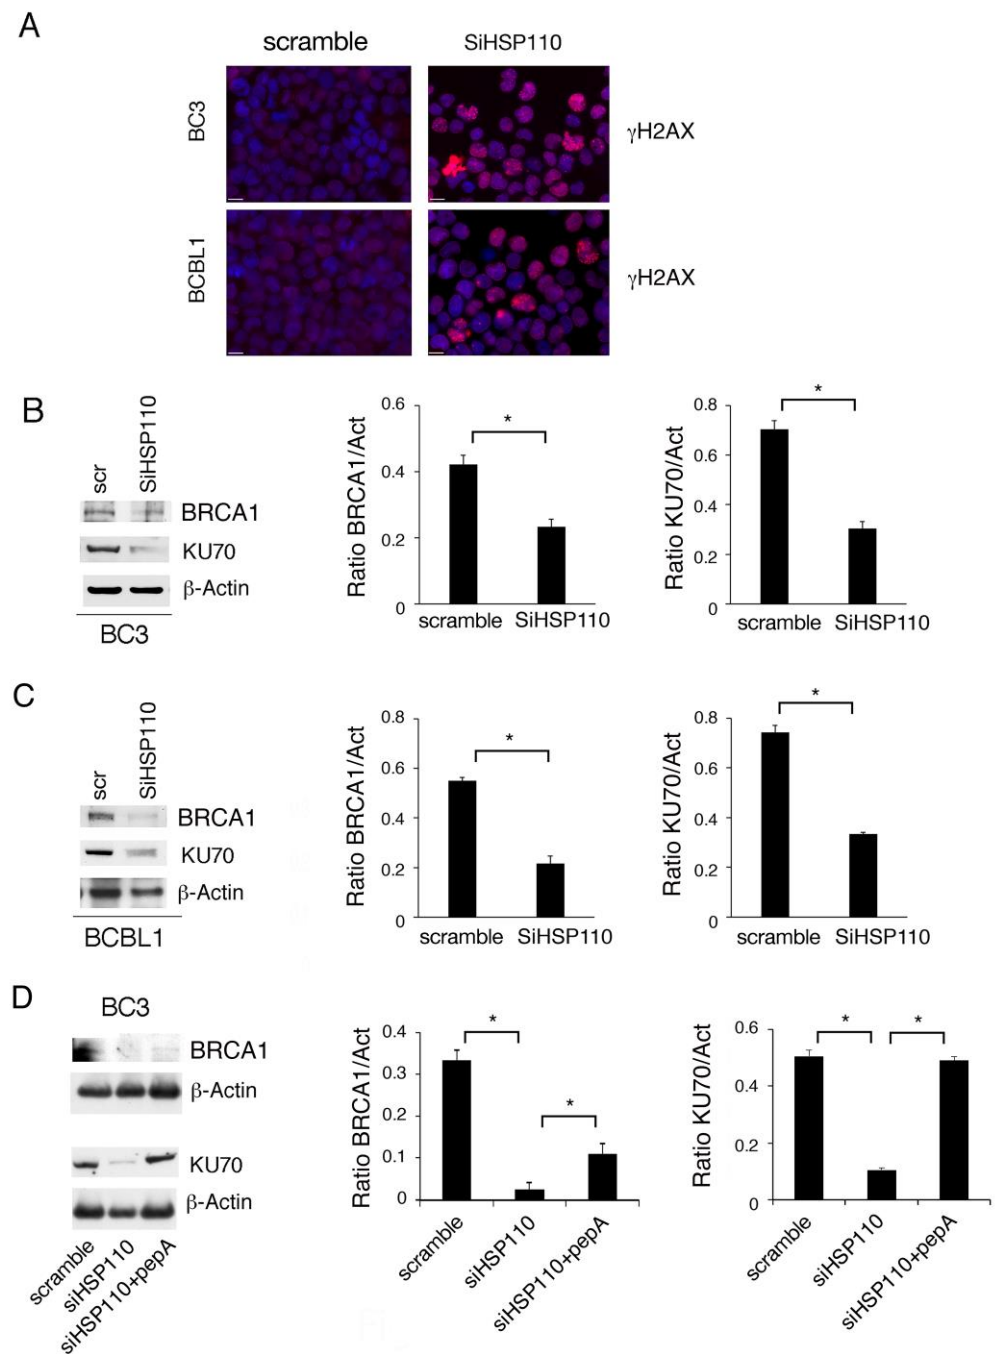 A
scramble SiHSP110
BC3
γH2AX
BCBL1
γH2AX
B
scr SiHSP110
BRCA1
KU70
β-Actin
BC3
Ratio BRCA1/Act
0.6
0.4
0.2
0
*
scramble SiHSP110
Ratio KU70/Act
0.8
0.6
0.4
0.2
0
*
scramble SiHSP110
C
scr SiHSP110
BRCA1
KU70
β-Actin
BCBL1
Ratio BRCA1/Act
0.8
0.6
0.4
0.2
0
*
scramble SiHSP110
Ratio KU70/Act
0.8
0.6
0.4
0.2
0
*
scramble SiHSP110
D
BC3
BRCA1
β-Actin
KU70
β-Actin
scramble
siHSP110
siHSP110+pepA
Ratio BRCA1/Act
0.4
0.3
0.2
0.1
0
*
*
scramble
siHSP110
siHSP110+pepA
Ratio KU70/Act
0.6
0.4
0.2
0
* *
scramble
siHSP110
siHSP110+pepA